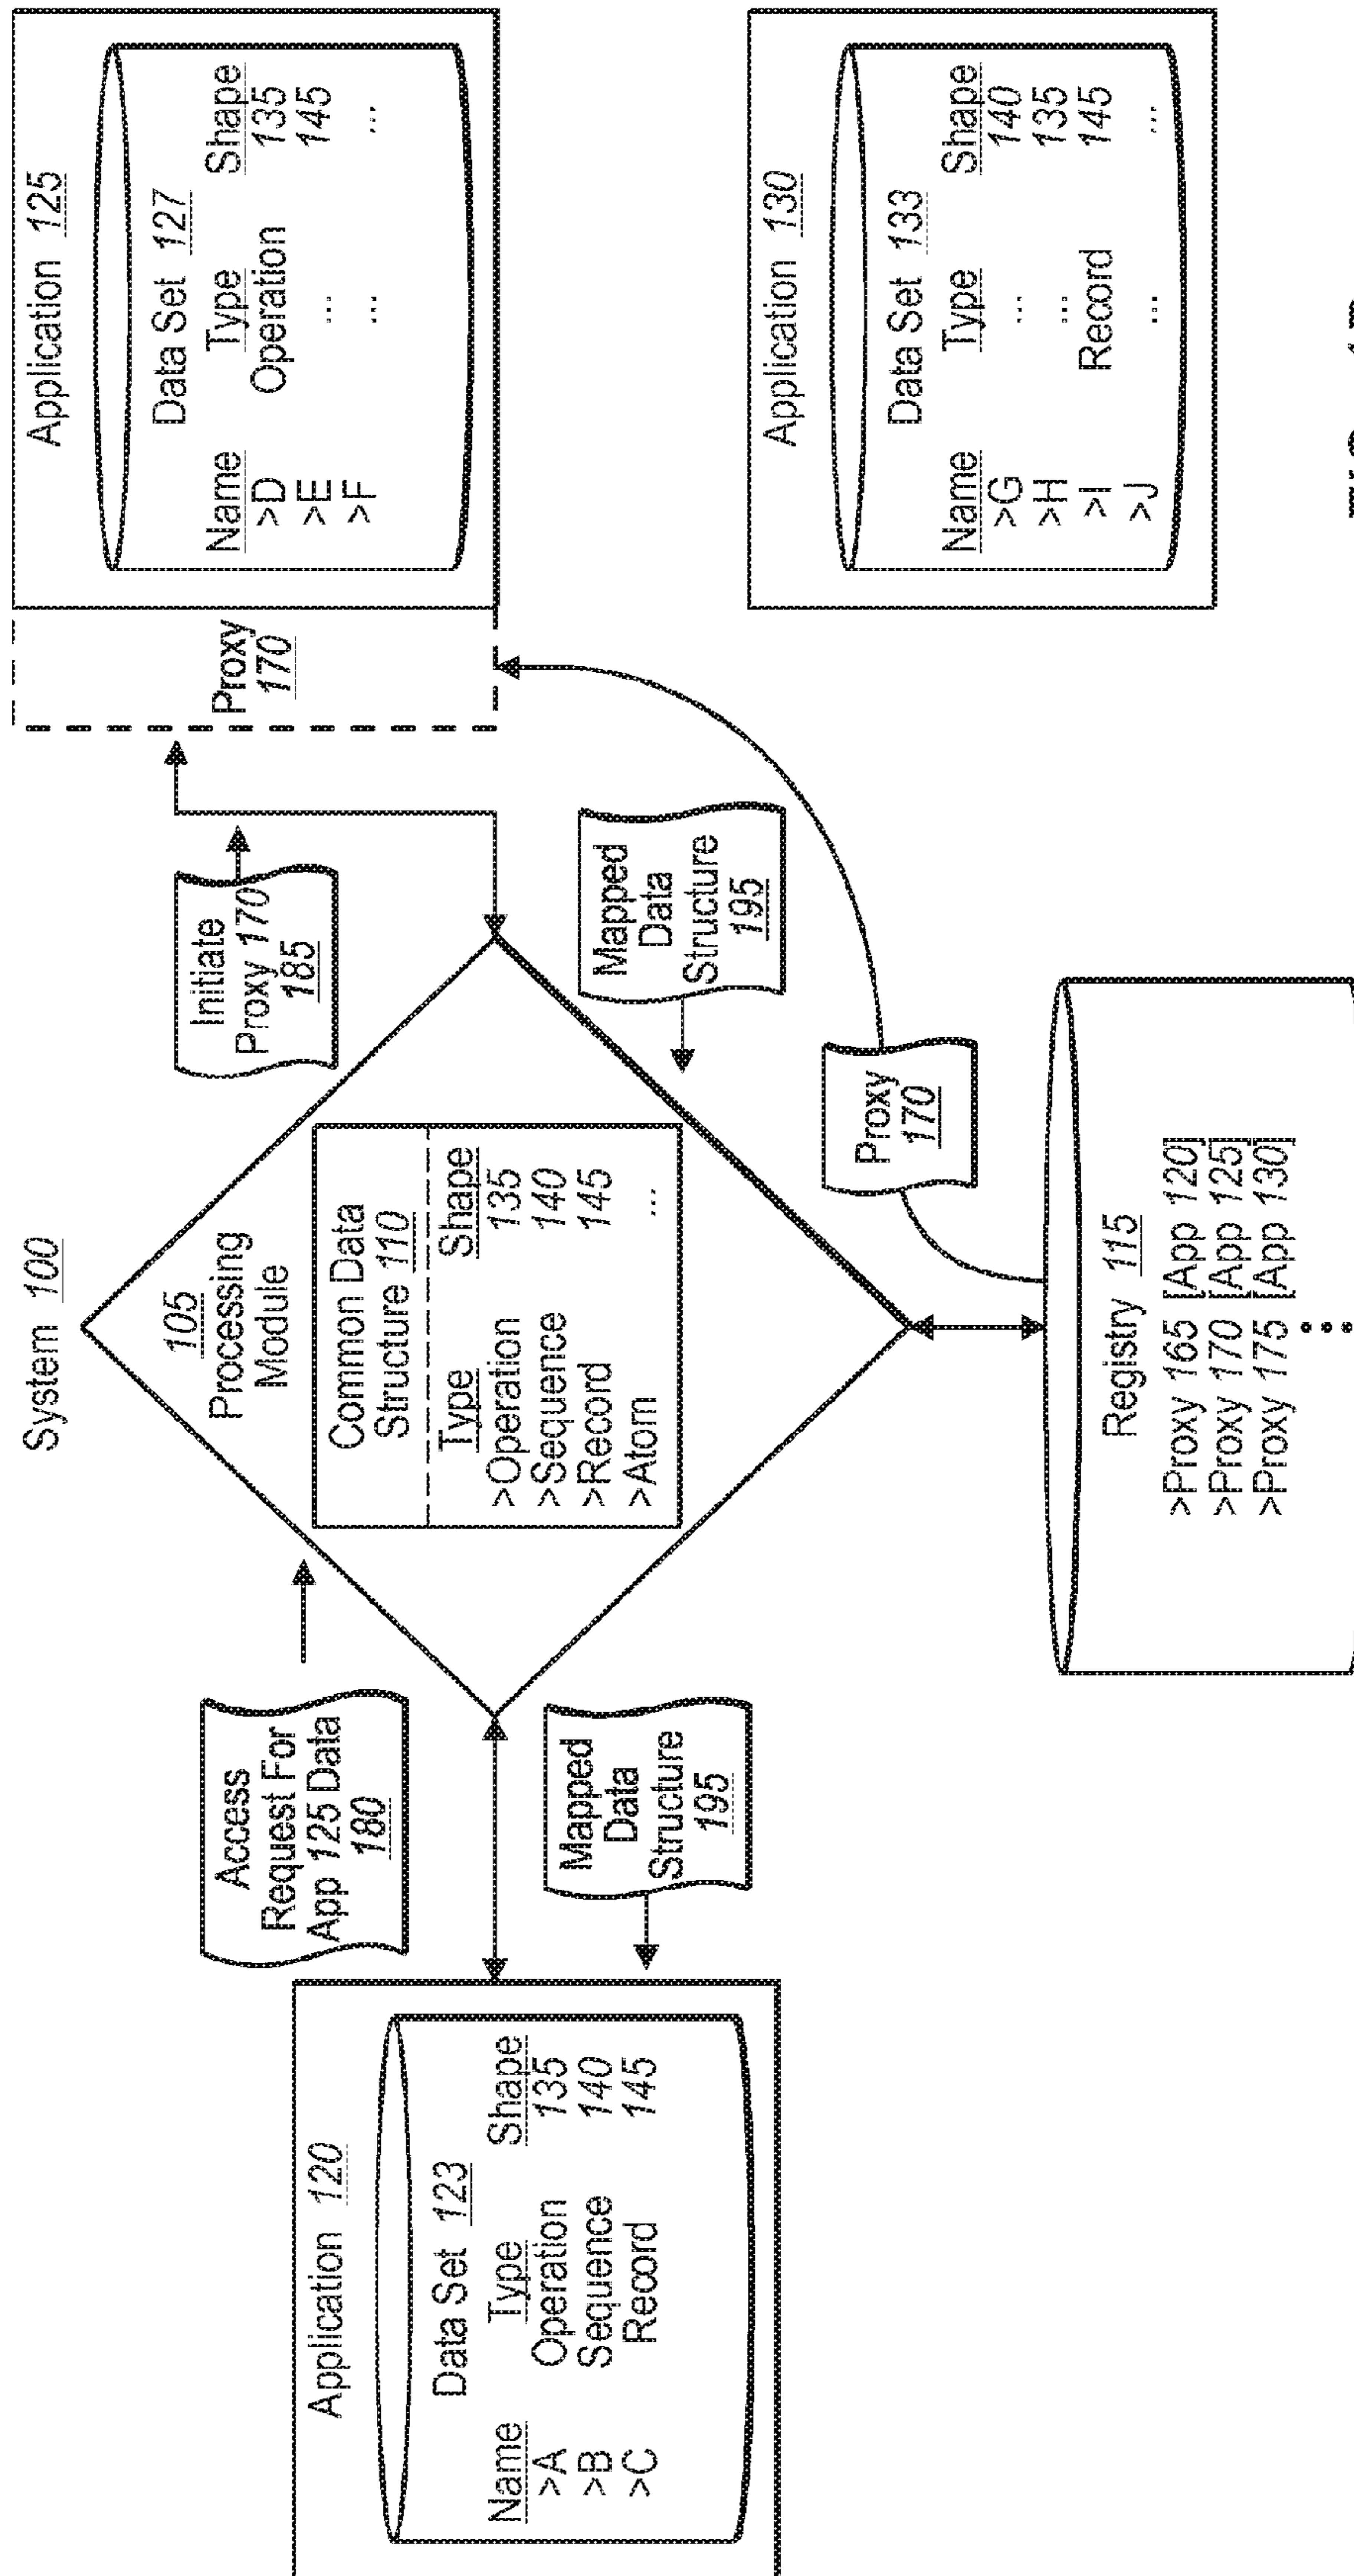 System 100
Application 120
Data Set 123
Name Type Shape
>A Operation 135
>B Sequence 140
>C Record 145
Access
Request For
App 125 Data
180
Mapped
Data
Structure
195
105
Processing
Module
Common Data
Structure 110
Type Shape
>Operation 135
>Sequence 140
>Record 145
>Atom ...
Initiate
Proxy 170
185
Mapped
Data
Structure
195
Proxy
170
Registry 115
>Proxy 165 [App 120]
>Proxy 170 [App 125]
>Proxy 175 [App 130]
Proxy
170
Application 125
Data Set 127
Name Type Shape
>D Operation 135
>E ... 145
>F ... ...
Application 130
Data Set 133
Name Type Shape
>G ... 140
>H ... 135
>I Record 145
>J ... ...